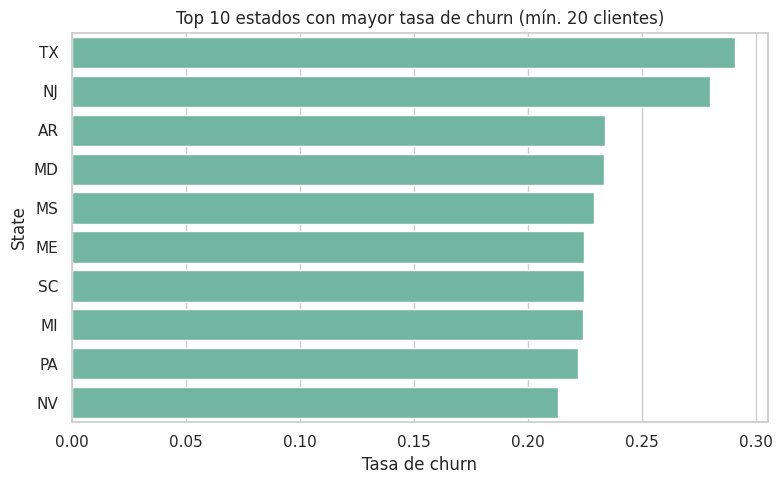 Top 10 estados con mayor tasa de churn (mín. 20 clientes)
State
TX
NJ
AR
MD
MS
ME
SC
MI
PA
NV
0.00 0.05 0.10 0.15 0.20 0.25 0.30
Tasa de churn